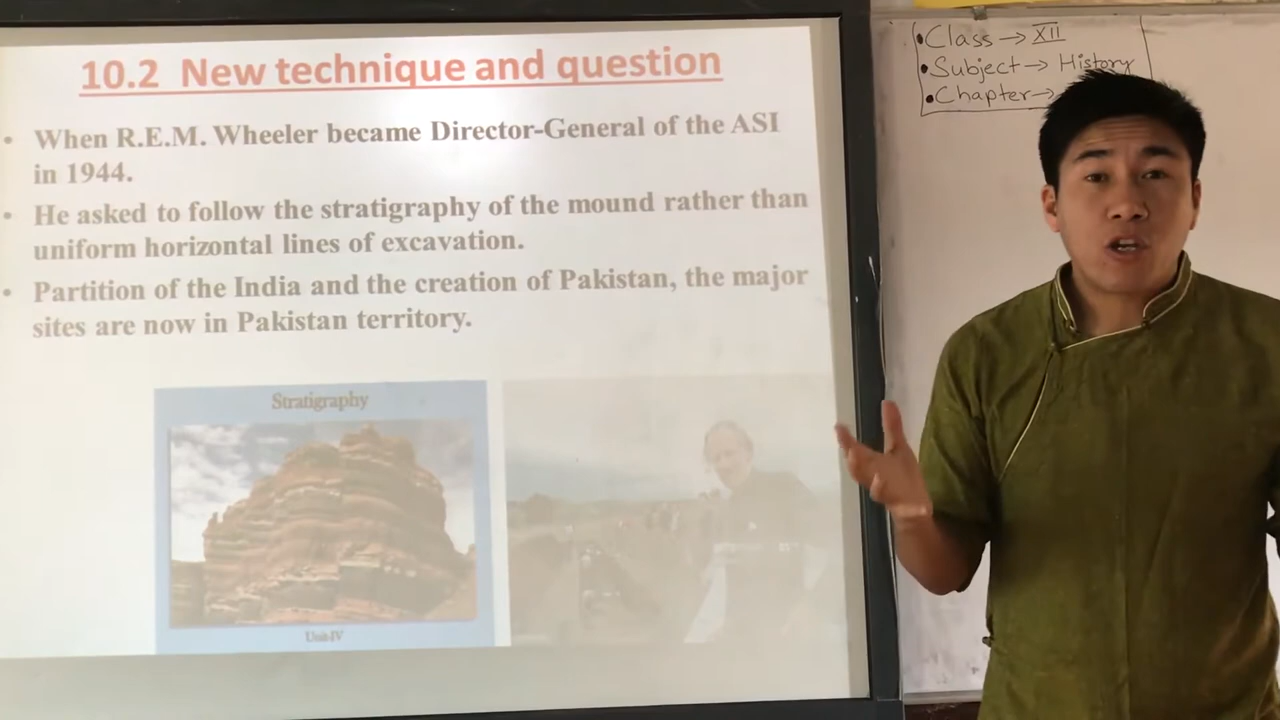 10.2 New technique and question
• When R.E.M. Wheeler became Director-General of the ASI
in 1944.
• He asked to follow the stratigraphy of the mound rather than
uniform horizontal lines of excavation.
• Partition of the India and the creation of Pakistan, the major
sites are now in Pakistan territory.
Stratigraphy
Unit-IV
• Class → XII
• Subject → History
• Chapter →